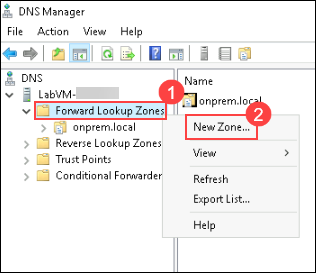 DNS Manager
File Action View Help
DNS
LabVM-
Forward Lookup Zones
onprem.local
Reverse Lookup Zones
Trust Points
Conditional Forwarder
Name
onprem.local
1
New Zone...
2
View
Refresh
Export List...
Help